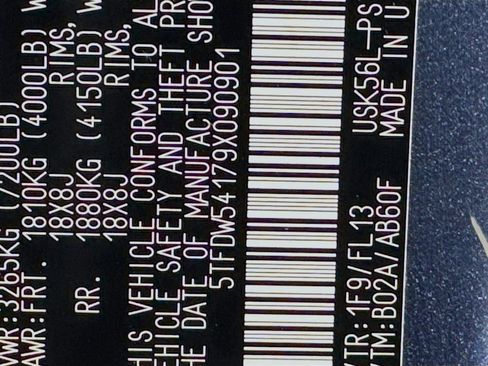 VWR:3265KG (7200LB)
AWR:FRT. 1810KG (4000LB) W
18X8J RIMS,
RR. 1880KG (4150LB) W
18X8J RIMS,
HIS VEHICLE CONFORMS TO AL
EHICLE SAFETY AND THEFT PR
HE DATE OF MANUFACTURE SHO
5TFDW54179X090901
/TR:1F9/FL13 USK56L-PS
/TM:B02A/AB60F MADE IN U